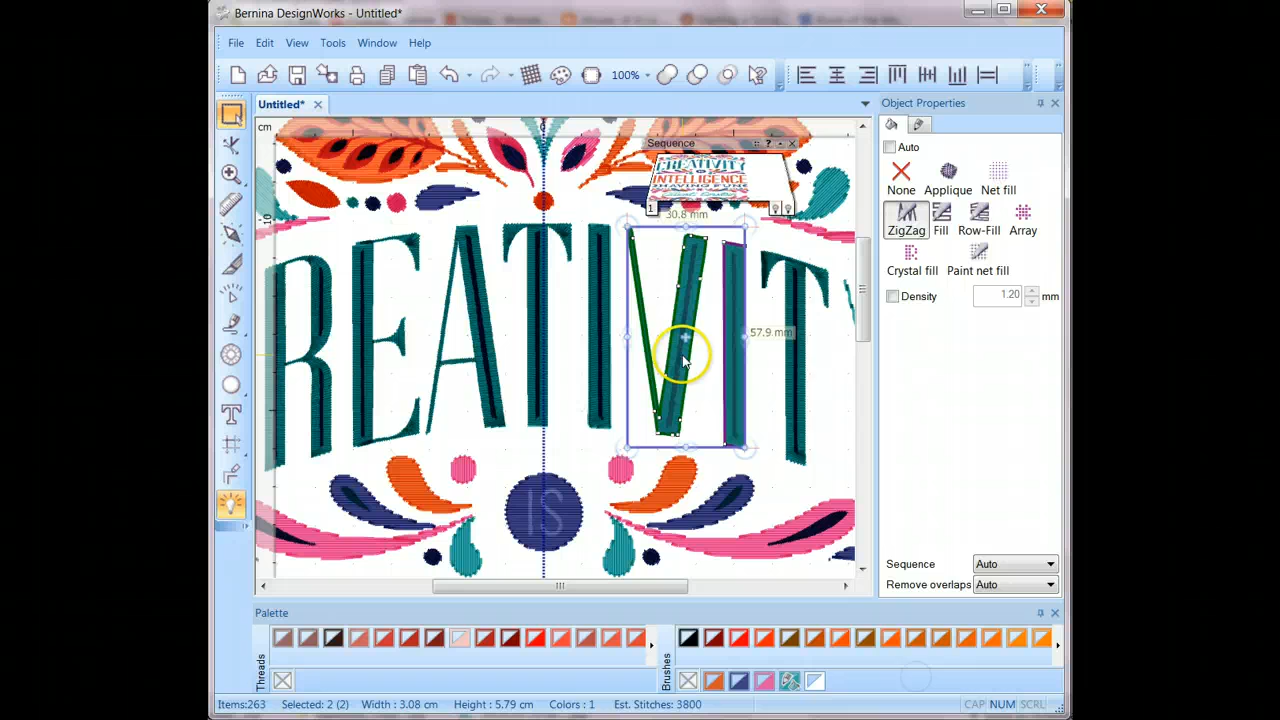 Bernina DesignWorks - Untitled*
File Edit View Tools Window Help
100%
Untitled* Object Properties
cm
Auto
Sequence
CREATIVITY
INTELLIGENCE
HAVING FUN
1
30.8 mm
None Applique Net fill
ZigZag Fill Row-Fill Array
Crystal fill Paint net fill
Density 1.20 mm
10
REATIVIT
57.9 mm
IS
Sequence Auto
Remove overlaps Auto
Palette
Threads
Brushes
Items:263 Selected: 2 (2) Width : 3.08 cm Height : 5.79 cm Colors : 1 Est. Stitches: 3800 CAP NUM SCRL